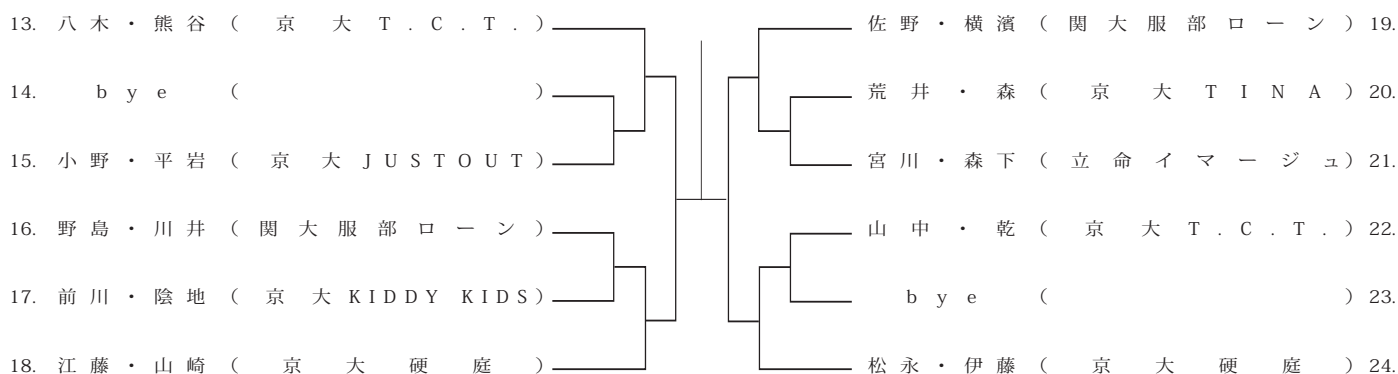 13. 八木・熊谷（京大T.C.T.）
14. bye（ ）
15. 小野・平岩（京大JUSTOUT）
16. 野島・川井（関大服部ローン）
17. 前川・陰地（京大KIDDY KIDS）
18. 江藤・山崎（京大硬庭）
佐野・横濱（関大服部ローン）19.
荒井・森（京大TINA）20.
宮川・森下（立命イマージュ）21.
山中・乾（京大T.C.T.）22.
bye（ ）23.
松永・伊藤（京大硬庭）24.